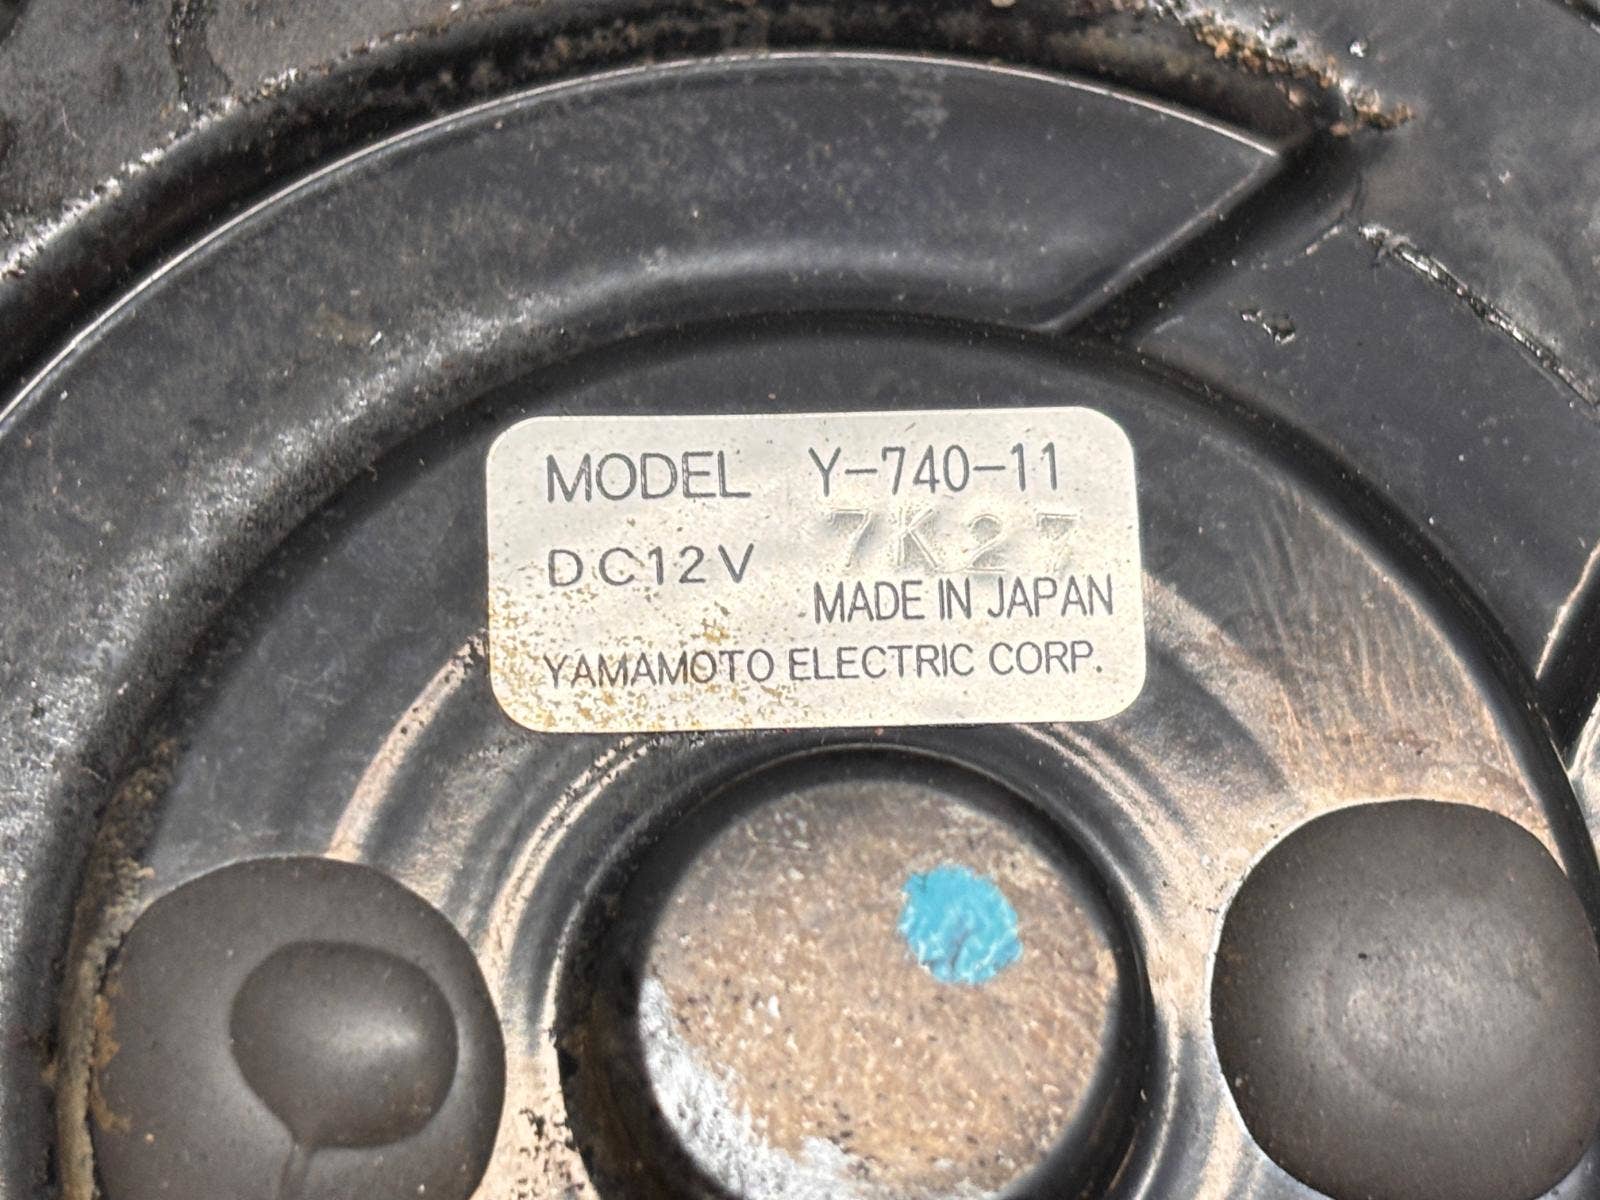 MODEL Y-740-11
7K27
DC12V
MADE IN JAPAN
YAMAMOTO ELECTRIC CORP.